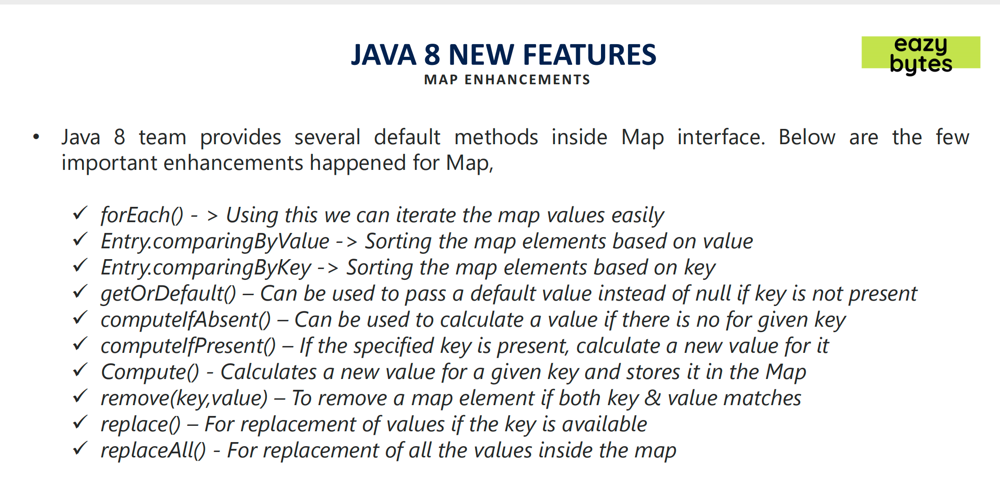 JAVA 8 NEW FEATURES
MAP ENHANCEMENTS
eazy
bytes
• Java 8 team provides several default methods inside Map interface. Below are the few
important enhancements happened for Map,
✓ forEach() - > Using this we can iterate the map values easily
✓ Entry.comparingByValue -> Sorting the map elements based on value
✓ Entry.comparingByKey -> Sorting the map elements based on key
✓ getOrDefault() – Can be used to pass a default value instead of null if key is not present
✓ computeIfAbsent() – Can be used to calculate a value if there is no for given key
✓ computeIfPresent() – If the specified key is present, calculate a new value for it
✓ Compute() - Calculates a new value for a given key and stores it in the Map
✓ remove(key,value) – To remove a map element if both key & value matches
✓ replace() – For replacement of values if the key is available
✓ replaceAll() - For replacement of all the values inside the map